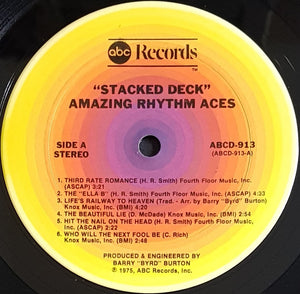 abc Records
TM
"STACKED DECK"
AMAZING RHYTHM ACES
SIDE A
STEREO
ABCD-913
(ABCD-913-A)
1. THIRD RATE ROMANCE (H. R. Smith) Fourth Floor Music, Inc.
(ASCAP) 3:21
2. THE "ELLA B" (H. R. Smith) Fourth Floor Music, Inc. (ASCAP) 4:33
3. LIFE'S RAILWAY TO HEAVEN (Trad. - Arr. by Barry "Byrd" Burton)
Knox Music, Inc. (BMI) 4:20
4. THE BEAUTIFUL LIE (D. McDade) Knox Music, Inc. (BMI) 2:54
5. HIT THE NAIL ON THE HEAD (H. R. Smith) Fourth Floor Music, Inc.
(ASCAP) 2:22
6. WHO WILL THE NEXT FOOL BE (C. Rich)
Knox Music, Inc. (BMI) 2:48
PRODUCED & ENGINEERED BY
BARRY "BYRD" BURTON
℗ 1975, ABC Records, Inc.